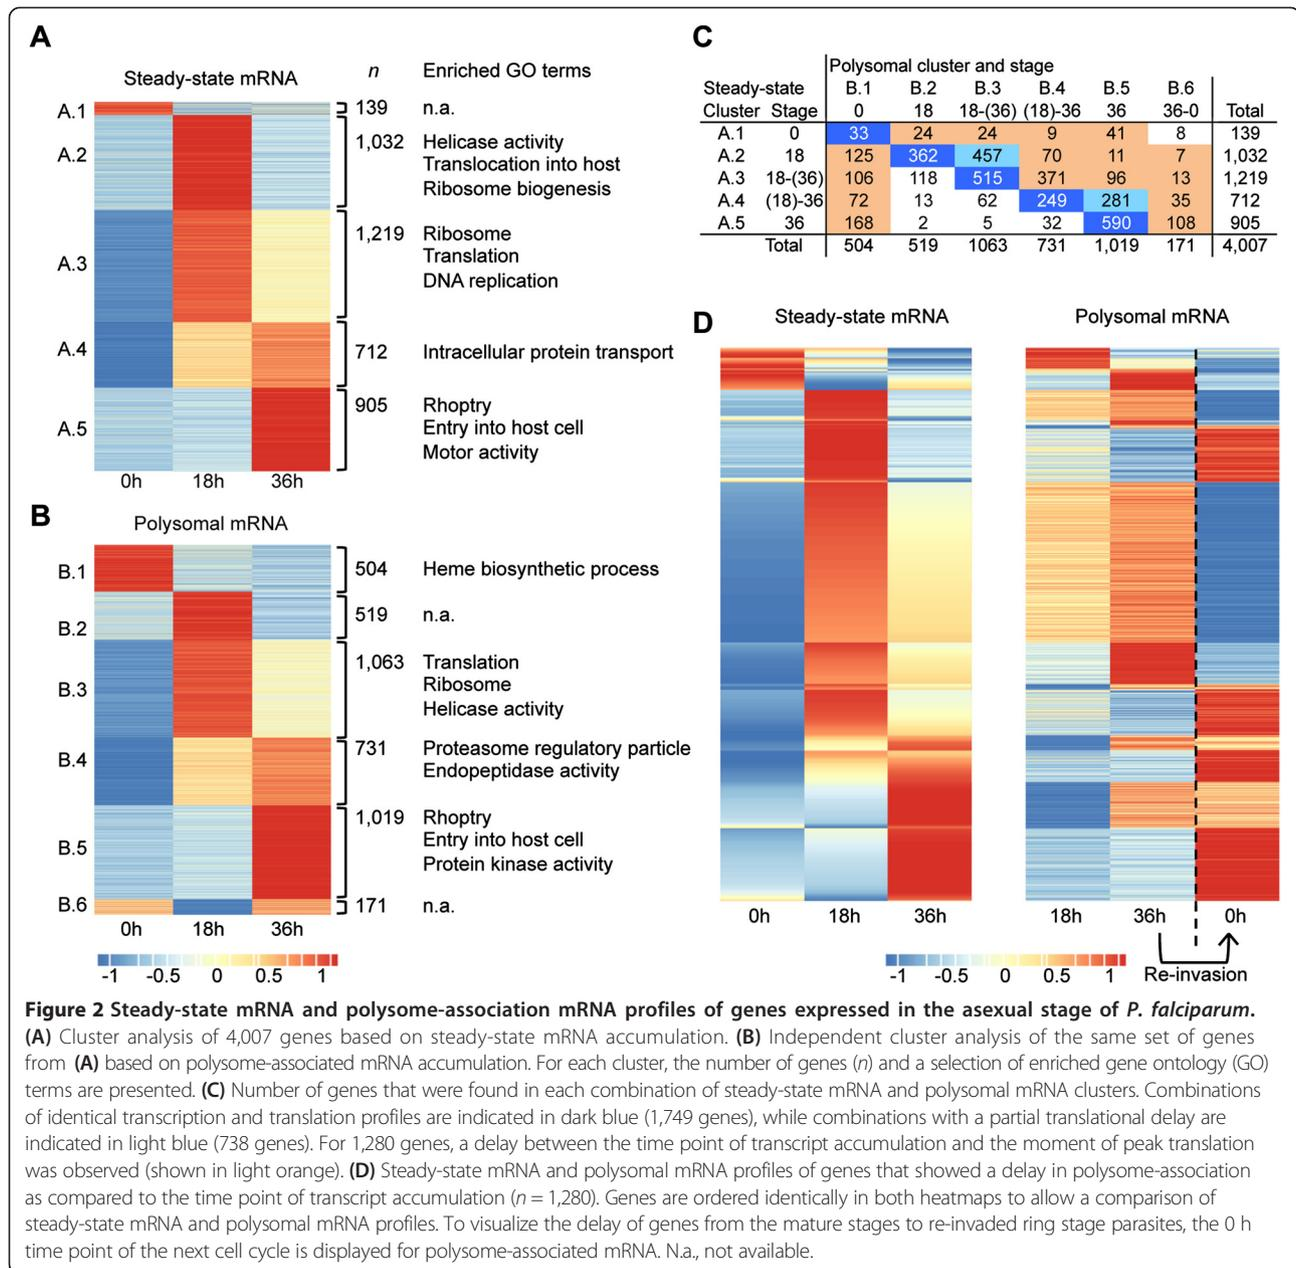 A
Steady-state mRNA
n
Enriched GO terms
A.1
139
n.a.
A.2
1,032
Helicase activity
Translocation into host
Ribosome biogenesis
A.3
1,219
Ribosome
Translation
DNA replication
A.4
712
Intracellular protein transport
A.5
905
Rhoptry
Entry into host cell
Motor activity
0h 18h 36h
B
Polysomal mRNA
B.1
504
Heme biosynthetic process
B.2
519
n.a.
B.3
1,063
Translation
Ribosome
Helicase activity
B.4
731
Proteasome regulatory particle
Endopeptidase activity
B.5
1,019
Rhoptry
Entry into host cell
Protein kinase activity
B.6
171
n.a.
0h 18h 36h
-1 -0.5 0 0.5 1
C
Polysomal cluster and stage
Steady-state B.1 B.2 B.3 B.4 B.5 B.6
Cluster Stage 0 18 18-(36) (18)-36 36 36-0 Total
A.1 0 33 24 24 9 41 8 139
A.2 18 125 362 457 70 11 7 1,032
A.3 18-(36) 106 118 515 371 96 13 1,219
A.4 (18)-36 72 13 62 249 281 35 712
A.5 36 168 2 5 32 590 108 905
Total 504 519 1063 731 1,019 171 4,007
D
Steady-state mRNA Polysomal mRNA
0h 18h 36h 18h 36h 0h
-1 -0.5 0 0.5 1
Re-invasion
Figure 2 Steady-state mRNA and polysome-association mRNA profiles of genes expressed in the asexual stage of P. falciparum.
(A) Cluster analysis of 4,007 genes based on steady-state mRNA accumulation. (B) Independent cluster analysis of the same set of genes
from (A) based on polysome-associated mRNA accumulation. For each cluster, the number of genes (n) and a selection of enriched gene ontology (GO)
terms are presented. (C) Number of genes that were found in each combination of steady-state mRNA and polysomal mRNA clusters. Combinations
of identical transcription and translation profiles are indicated in dark blue (1,749 genes), while combinations with a partial translational delay are
indicated in light blue (738 genes). For 1,280 genes, a delay between the time point of transcript accumulation and the moment of peak translation
was observed (shown in light orange). (D) Steady-state mRNA and polysomal mRNA profiles of genes that showed a delay in polysome-association
as compared to the time point of transcript accumulation (n = 1,280). Genes are ordered identically in both heatmaps to allow a comparison of
steady-state mRNA and polysomal mRNA profiles. To visualize the delay of genes from the mature stages to re-invaded ring stage parasites, the 0 h
time point of the next cell cycle is displayed for polysome-associated mRNA. N.a., not available.